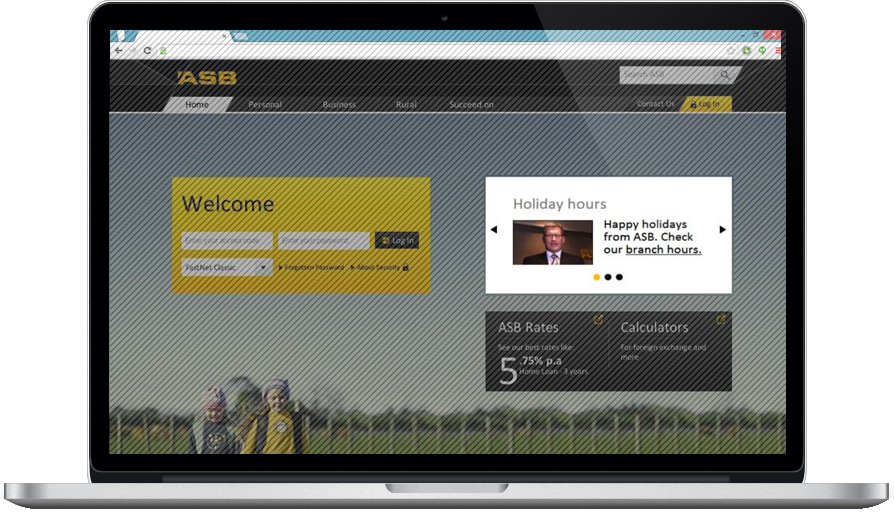 ASB
Search ASB
Home Personal Business Rural Succeed on Contact Us Log In
Welcome
Enter your access code Enter your password Log In
FastNet Classic Forgotten Password About Security
Holiday hours
Happy holidays
from ASB. Check
our branch hours.
ASB Rates
See our best rates like:
5.75% p.a
Home Loan - 3 years
Calculators
For foreign exchange and
more